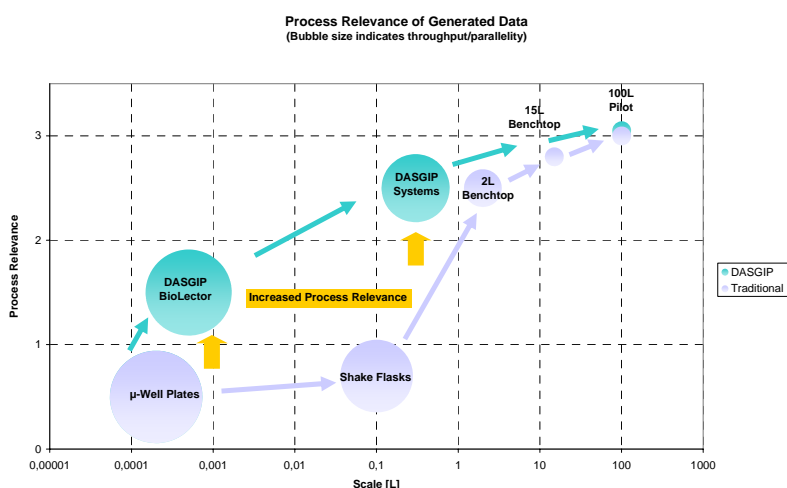 Process Relevance of Generated Data
(Bubble size indicates throughput/parallelity)
Process Relevance
3
2
1
0
100L
Pilot
15L
Benchtop
DASGIP
Systems
2L
Benchtop
DASGIP
BioLector
Increased Process Relevance
Shake Flasks
µ-Well Plates
DASGIP
Traditional
0,00001
0,0001
0,001
0,01
0,1
1
10
100
1000
Scale [L]